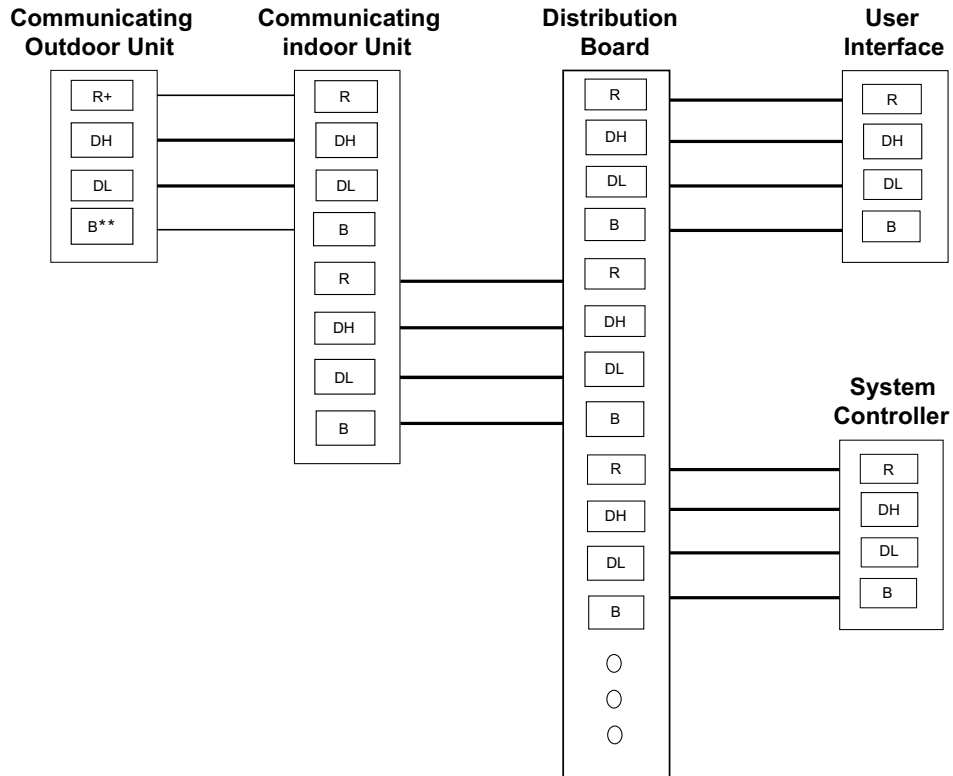 Communicating
Outdoor Unit
R+
DH
DL
B**
Communicating
indoor Unit
R
DH
DL
B
R
DH
DL
B
Distribution
Board
R
DH
DL
B
R
DH
DL
B
R
DH
DL
B
User
Interface
R
DH
DL
B
System
Controller
R
DH
DL
B